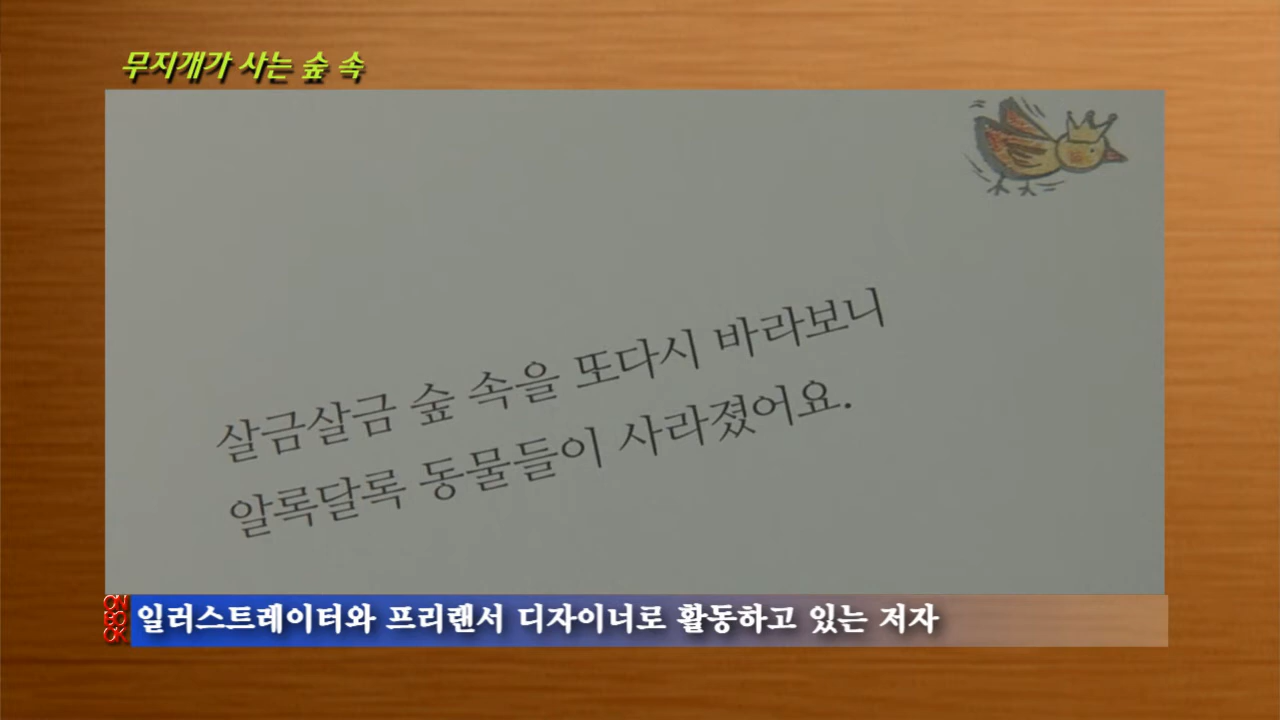 무지개가 사는 숲 속
살금살금 숲 속을 또다시 바라보니
알록달록 동물들이 사라졌어요.
ON
BO
OK
일러스트레이터와 프리랜서 디자이너로 활동하고 있는 저자